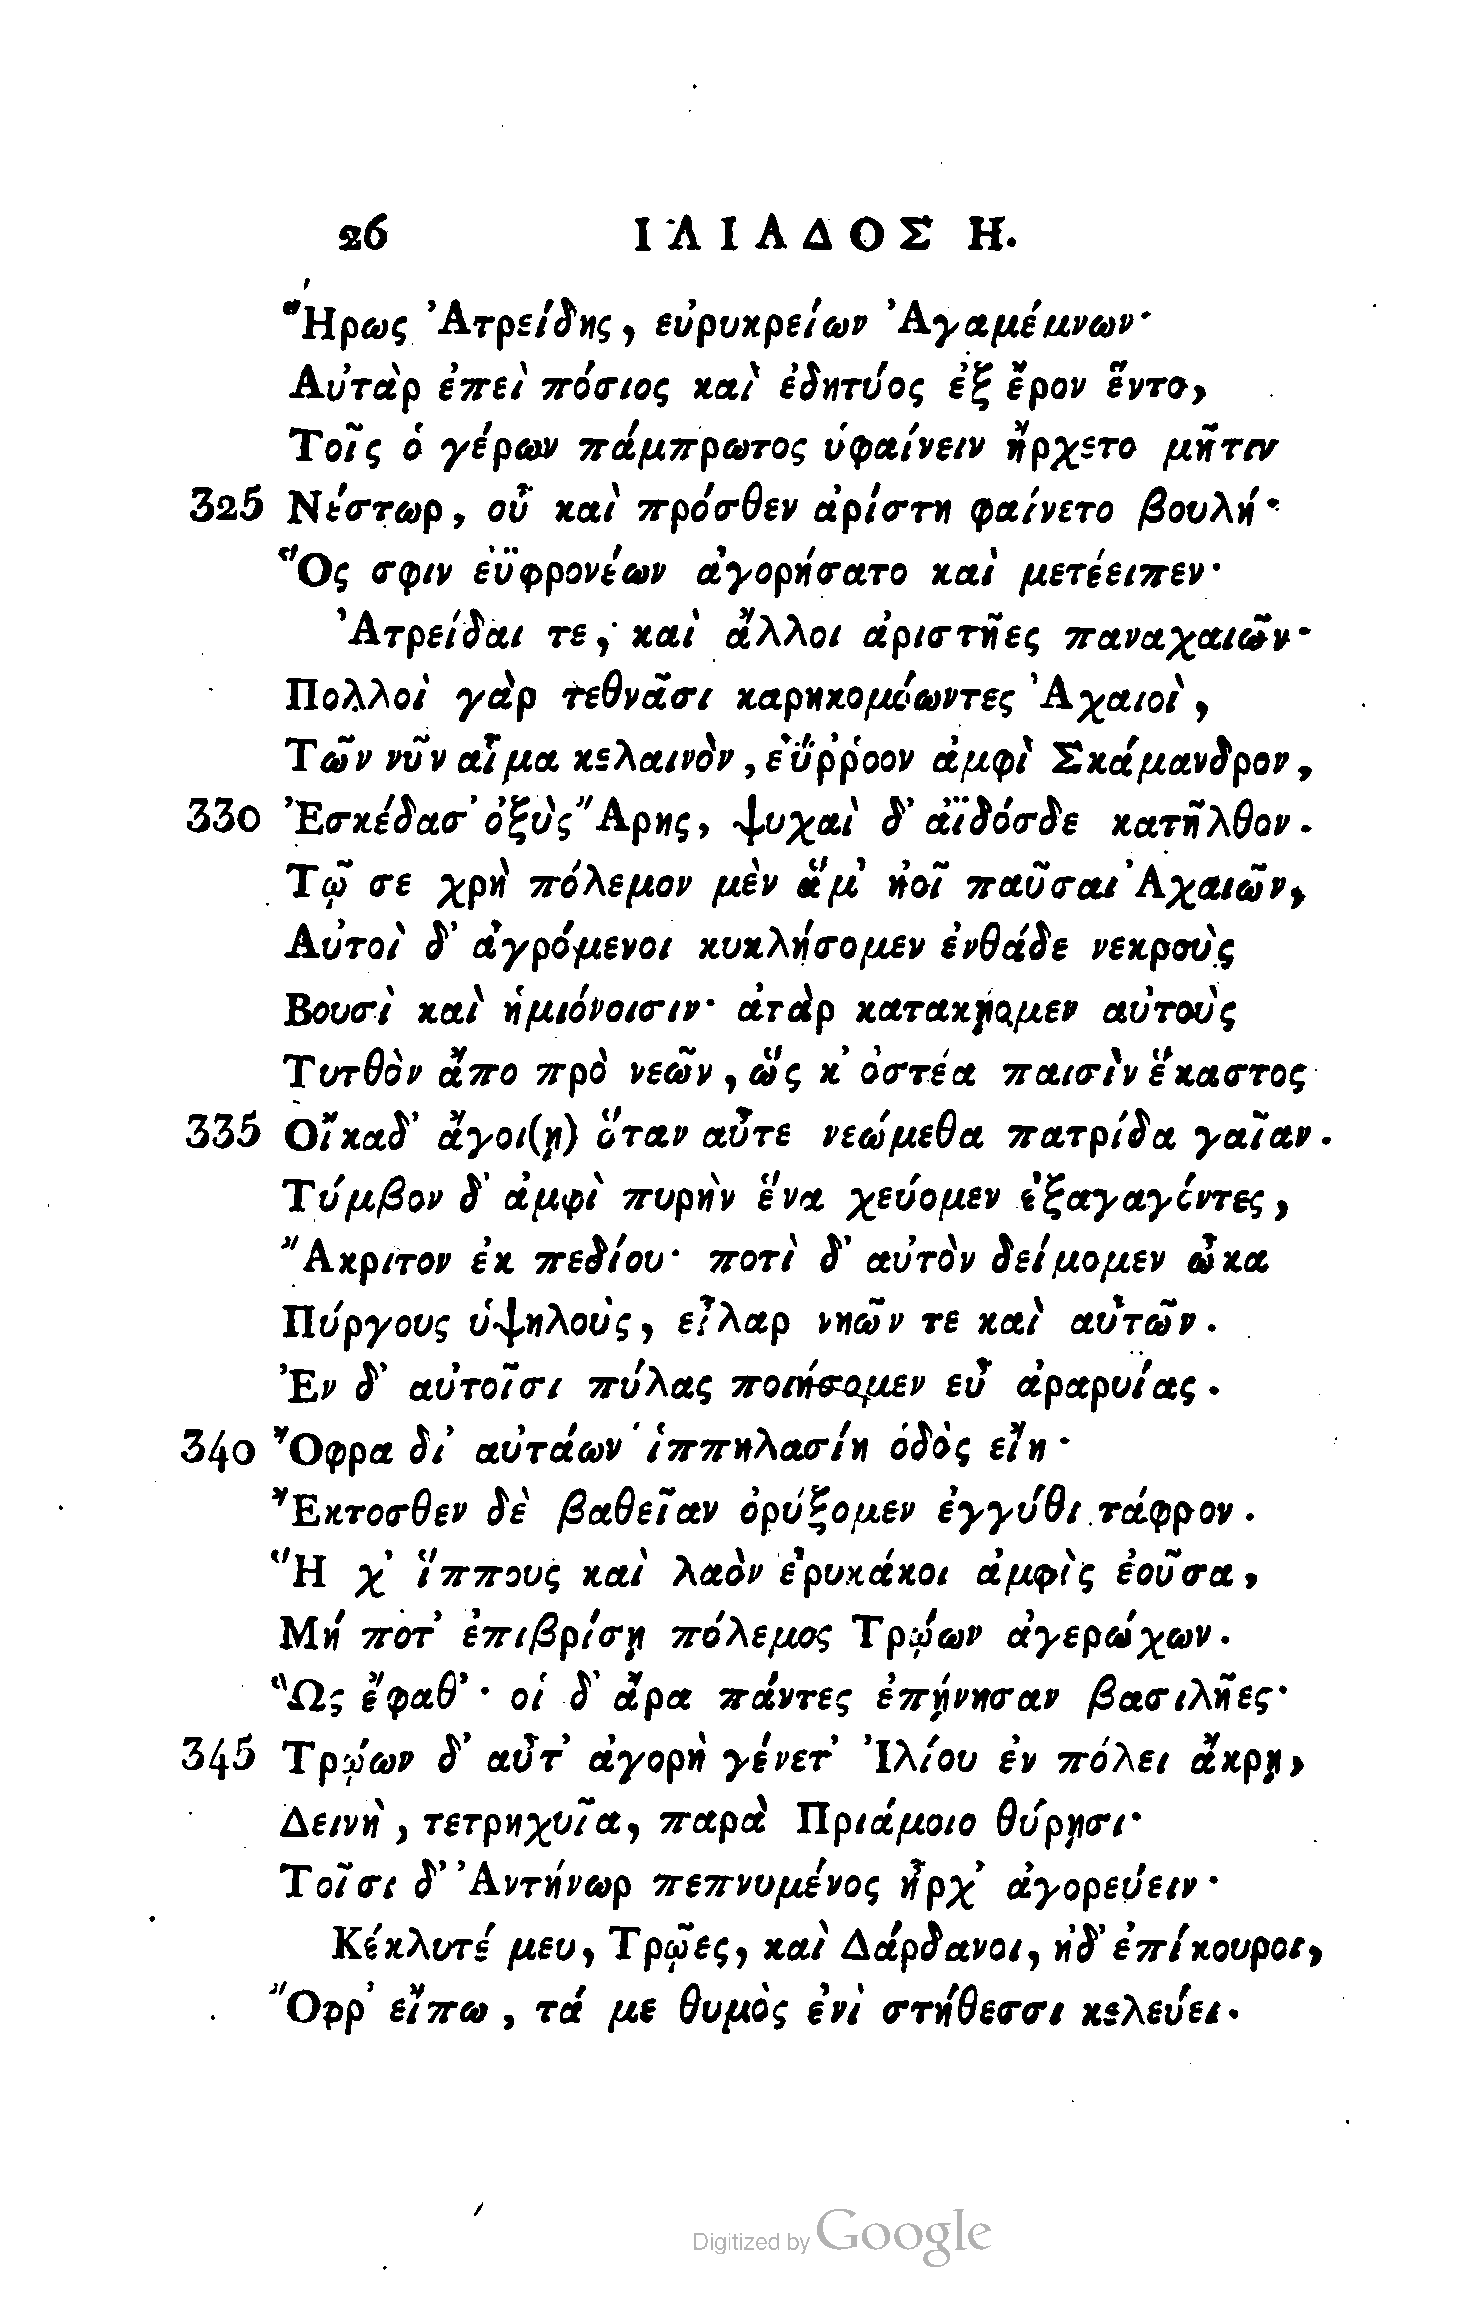 26 ΙΛΙΑΔΟΣ Η.
Ἥρως Ἀτρείδης, εὐρυκρείων Ἀγαμέμνων·
Αὐτὰρ ἐπεὶ πόσιος καὶ ἐδητύος ἐξ ἔρον ἕντο,
Τοῖς ὁ γέρων πάμπρωτος ὑφαίνειν ἤρχετο μῆτιν
325 Νέστωρ, οὗ καὶ πρόσθεν ἀρίστη φαίνετο βουλή·
Ὅς σφιν ἐϋφρονέων ἀγορήσατο καὶ μετέειπεν·
Ἀτρείδαι τε, καὶ ἄλλοι ἀριστῆες παναχαιῶν·
Πολλοὶ γὰρ τεθνᾶσι καρηκομόωντες Ἀχαιοὶ,
Τῶν νῦν αἷμα κελαινὸν, ἐΰῤῥοον ἀμφὶ Σκάμανδρον,
330 Ἐσκέδασ' ὀξὺς Ἄρης, ψυχαὶ δ' ἀϊδόσδε κατῆλθον.
Τῷ σε χρὴ πόλεμον μὲν ἅμ' ἠοῖ παῦσαι Ἀχαιῶν,
Αὐτοὶ δ' ἀγρόμενοι κυκλήσομεν ἐνθάδε νεκροὺς
Βουσὶ καὶ ἡμιόνοισιν· ἀτὰρ κατακῄομεν αὐτοὺς
Τυτθὸν ἄπο πρὸ νεῶν, ὥς κ' ὀστέα παισὶν ἕκαστος
335 Οἴκαδ' ἄγοι(ῃ) ὅταν αὖτε νεώμεθα πατρίδα γαῖαν.
Τύμβον δ' ἀμφὶ πυρὴν ἕνα χεύομεν ἐξαγαγόντες,
Ἄκριτον ἐκ πεδίου· ποτὶ δ' αὐτὸν δείμομεν ὦκα
Πύργους ὑψηλοὺς, εἶλαρ νηῶν τε καὶ αὐτῶν.
Ἐν δ' αὐτοῖσι πύλας ποιήσομεν εὖ ἀραρυίας.
340 Ὄφρα δι' αὐτάων ἱππηλασίη ὁδὸς εἴη·
Ἔκτοσθεν δὲ βαθεῖαν ὀρύξομεν ἐγγύθι τάφρον.
Ἥ χ' ἵππους καὶ λαὸν ἐρυκάκοι ἀμφὶς ἐοῦσα,
Μή ποτ' ἐπιβρίσῃ πόλεμος Τρῴων ἀγερώχων.
Ὣς ἔφαθ'· οἱ δ' ἄρα πάντες ἐπῄνησαν βασιλῆες·
345 Τρῴων δ' αὖτ' ἀγορὴ γένετ' Ἰλίου ἐν πόλει ἄκρῃ,
Δεινὴ, τετρηχυῖα, παρὰ Πριάμοιο θύρῃσι·
Τοῖσι δ' Ἀντήνωρ πεπνυμένος ἦρχ' ἀγορεύειν·
Κέκλυτέ μευ, Τρῷες, καὶ Δάρδανοι, ἠδ' ἐπίκουροι,
Ὄφρ' εἴπω, τά με θυμὸς ἐνὶ στήθεσσι κελεύει.
Digitized by Google